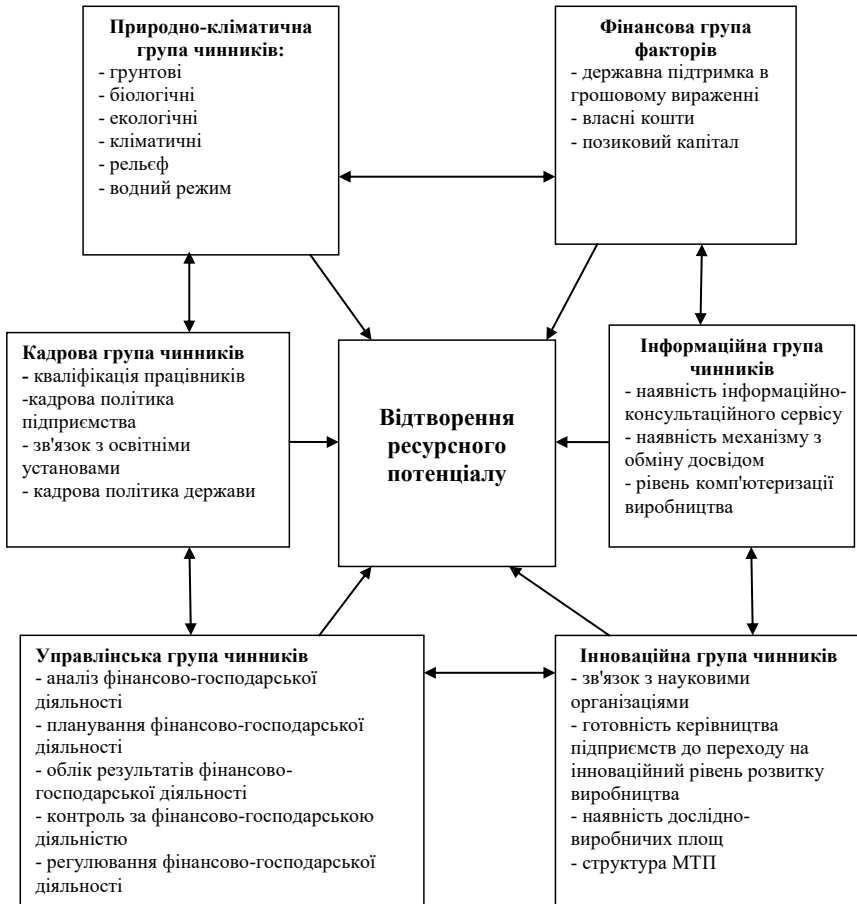 Природно-кліматична
група чинників:
- грунтові
- біологічні
- екологічні
- кліматичні
- рельєф
- водний режим
Фінансова група
факторів
- державна підтримка в
грошовому вираженні
- власні кошти
- позиковий капітал
Кадрова група чинників
- кваліфікація працівників
-кадрова політика
підприємства
- зв'язок з освітніми
установами
- кадрова політика держави
Відтворення
ресурсного
потенціалу
Інформаційна група
чинників
- наявність інформаційно-
консультаційного сервісу
- наявність механізму з
обміну досвідом
- рівень комп'ютеризації
виробництва
Управлінська група чинників
- аналіз фінансово-господарської
діяльності
- планування фінансово-господарської
діяльності
- облік результатів фінансово-
господарської діяльності
- контроль за фінансово-господарською
діяльністю
- регулювання фінансово-господарської
діяльності
Інноваційна група чинників
- зв'язок з науковими
організаціями
- готовність керівництва
підприємств до переходу на
інноваційний рівень розвитку
виробництва
- наявність дослідно-
виробничих площ
- структура МТП